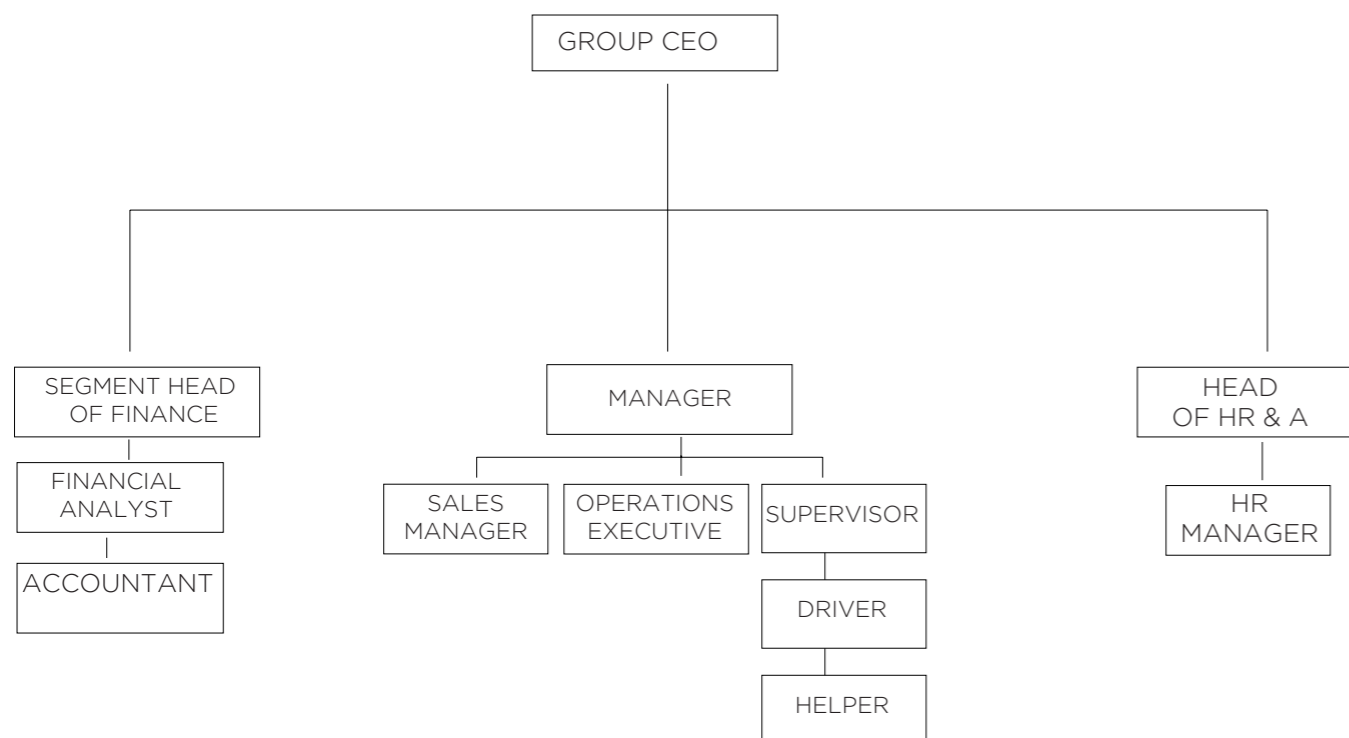 GROUP CEO
SEGMENT HEAD
OF FINANCE
MANAGER
HEAD
OF HR & A
FINANCIAL
ANALYST
SALES
MANAGER
OPERATIONS
EXECUTIVE
SUPERVISOR
HR
MANAGER
ACCOUNTANT
DRIVER
HELPER